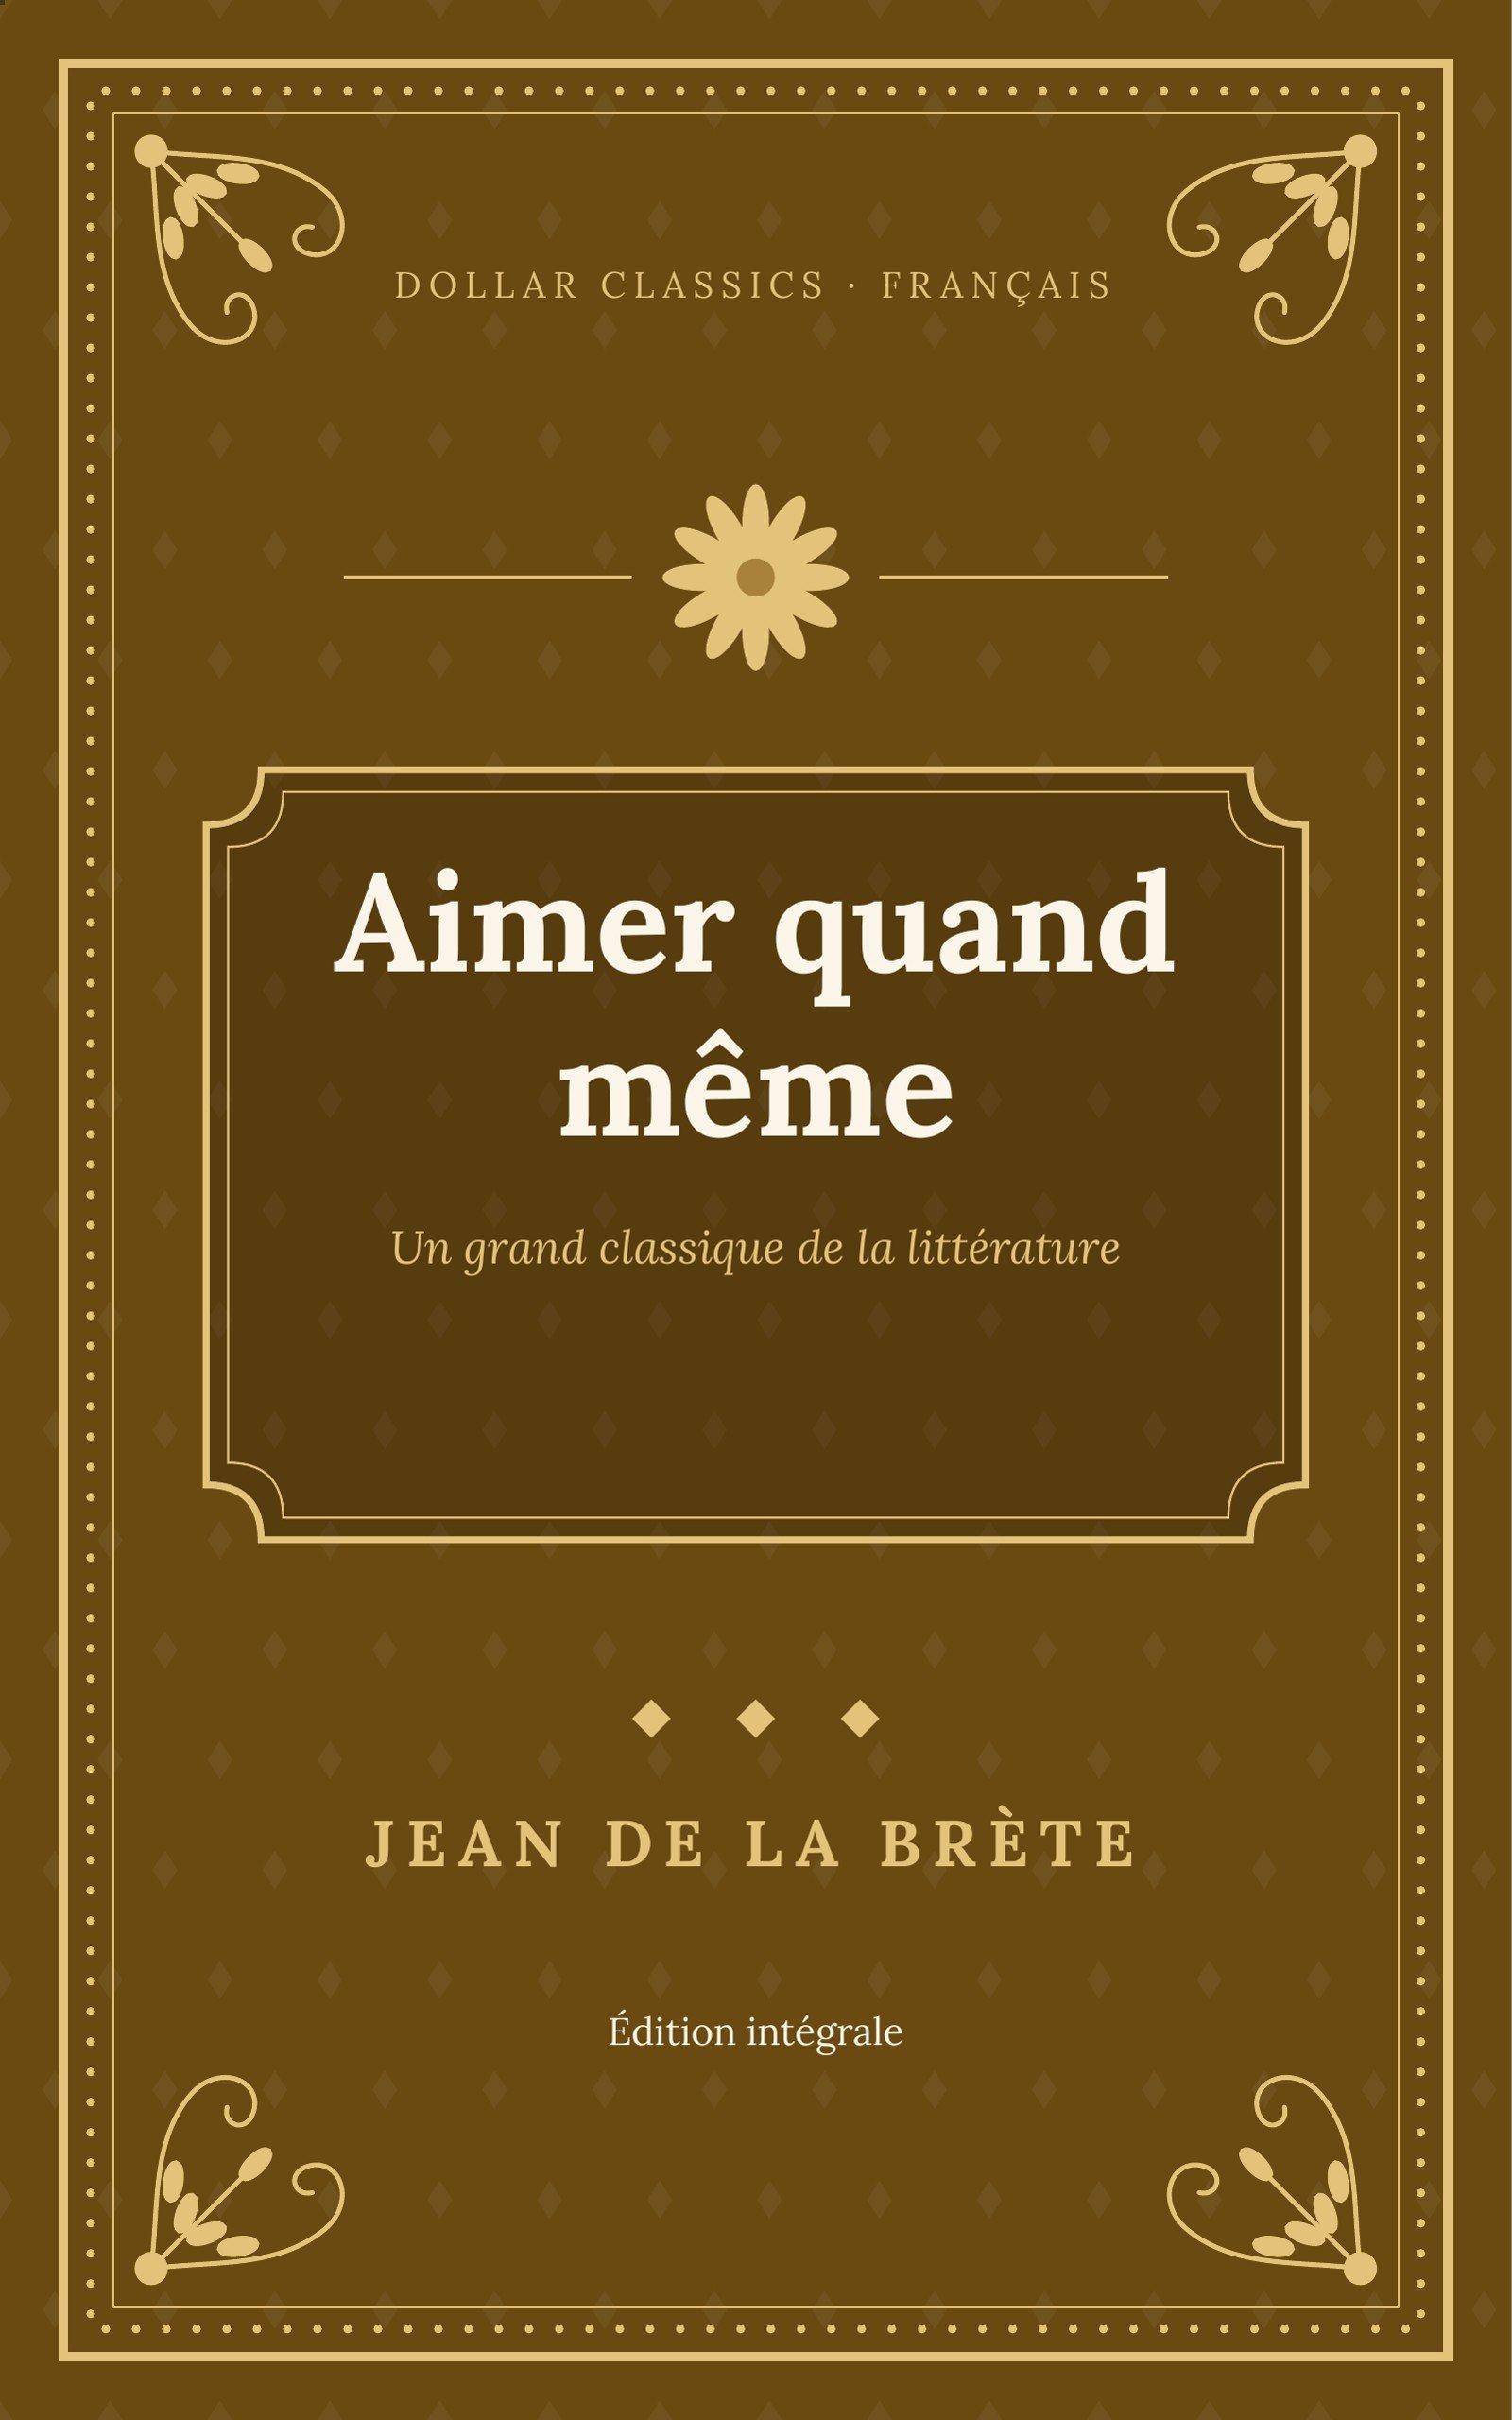 DOLLAR CLASSICS · FRANÇAIS
Aimer quand
même
Un grand classique de la littérature
JEAN DE LA BRÈTE
Édition intégrale